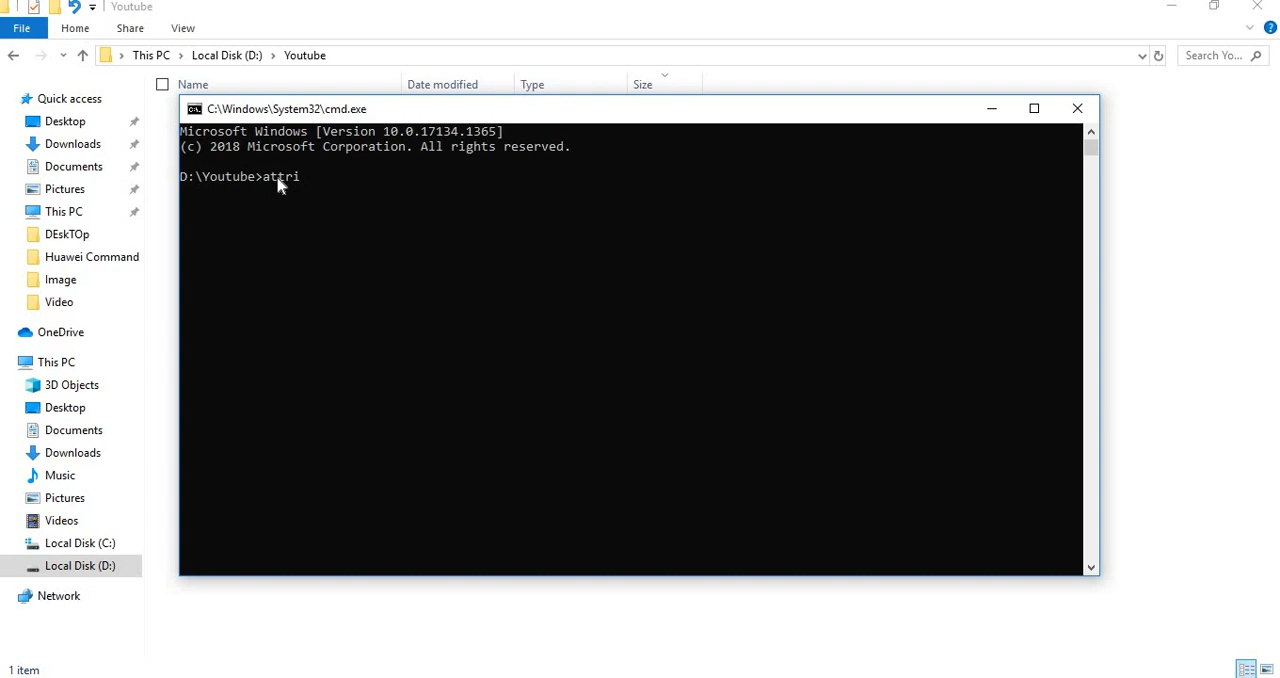 Youtube
File Home Share View
This PC Local Disk (D:) Youtube Search Yo...
Name Date modified Type Size
Quick access
Desktop
Downloads
Documents
Pictures
This PC
DEskTOp
Huawei Command
Image
Video
OneDrive
This PC
3D Objects
Desktop
Documents
Downloads
Music
Pictures
Videos
Local Disk (C:)
Local Disk (D:)
Network
1 item
C:\Windows\System32\cmd.exe
Microsoft Windows [Version 10.0.17134.1365]
(c) 2018 Microsoft Corporation. All rights reserved.
D:\Youtube>attri